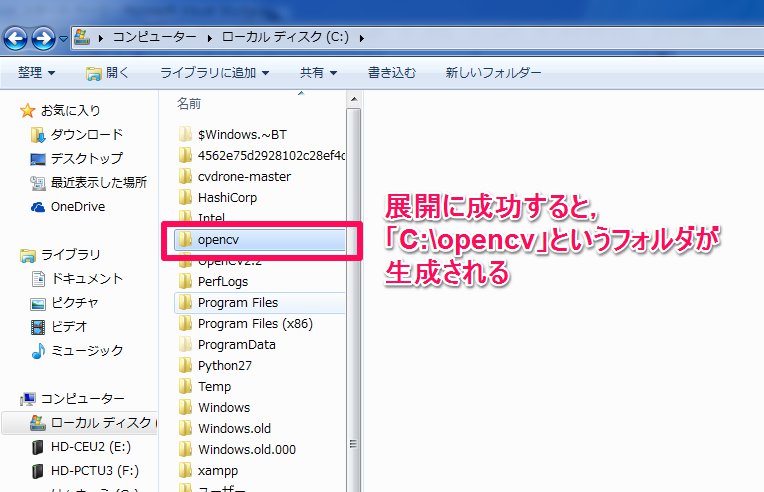 コンピューター ▸ ローカル ディスク (C:) ▸
整理 開く ライブラリに追加 共有 書き込む 新しいフォルダー
お気に入り
ダウンロード
デスクトップ
最近表示した場所
OneDrive
ライブラリ
ドキュメント
ピクチャ
ビデオ
ミュージック
コンピューター
ローカル ディスク (
HD-CEU2 (E:)
HD-PCTU3 (F:)
名前
$Windows.~BT
4562e75d2928102c28ef4c
cvdrone-master
HashiCorp
Intel
opencv
OpenCV2.2
PerfLogs
Program Files
Program Files (x86)
ProgramData
Python27
Temp
Windows
Windows.old
Windows.old.000
xampp
ユーザー
展開に成功すると,
「C:\opencv」というフォルダが
生成される